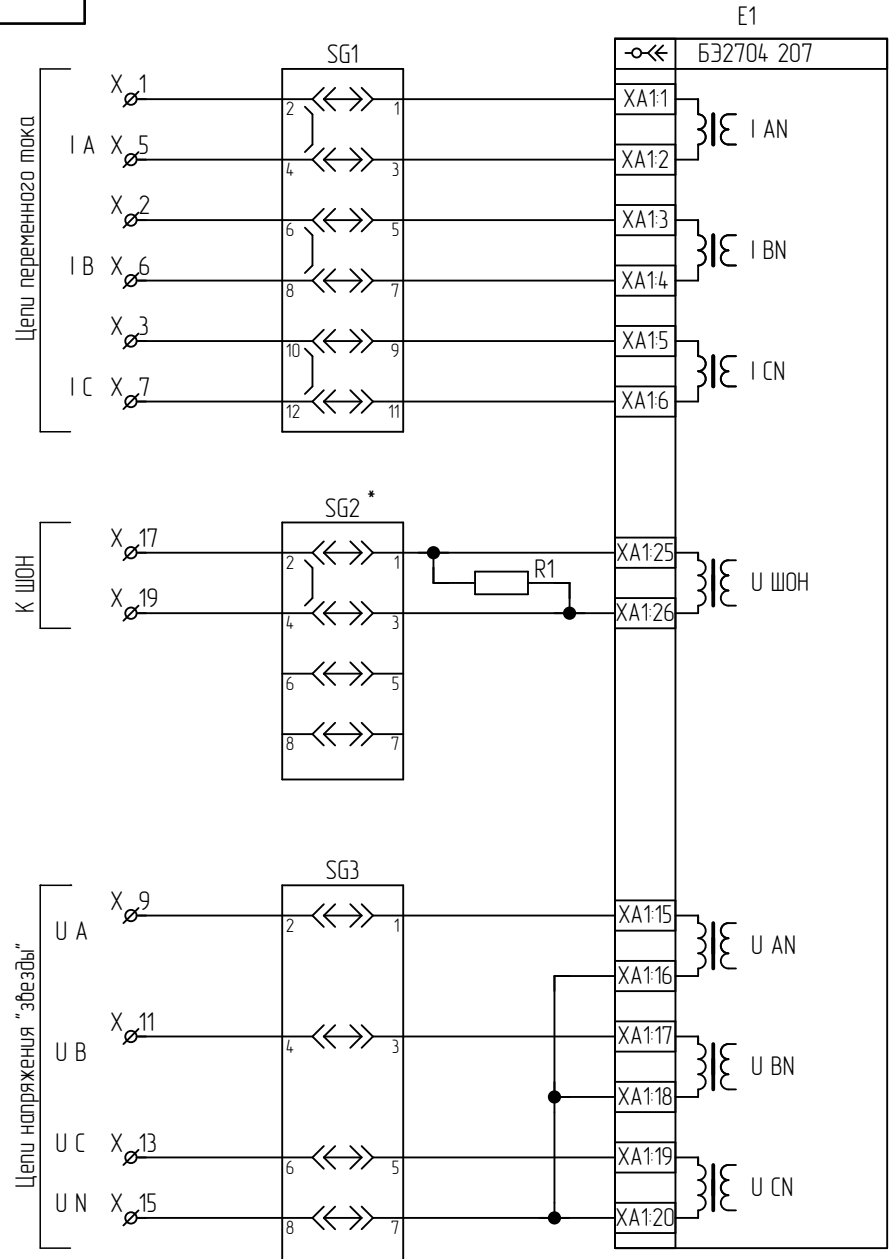 E1
SG1
БЭ2704 207
Цепи переменного тока
X 1
2
1
XA1:1
I A X 5
4
3
XA1:2
I AN
X 2
6
5
XA1:3
I B X 6
8
7
XA1:4
I BN
X 3
10
9
XA1:5
I C X 7
12
11
XA1:6
I CN
SG2 *
К ШОН
X 17
2
1
XA1:25
R1
X 19
4
3
XA1:26
U ШОН
6
5
8
7
SG3
Цепи напряжения "звезды"
U A X 9
2
1
XA1:15
XA1:16
U AN
U B X 11
4
3
XA1:17
XA1:18
U BN
U C X 13
6
5
XA1:19
U N X 15
8
7
XA1:20
U CN